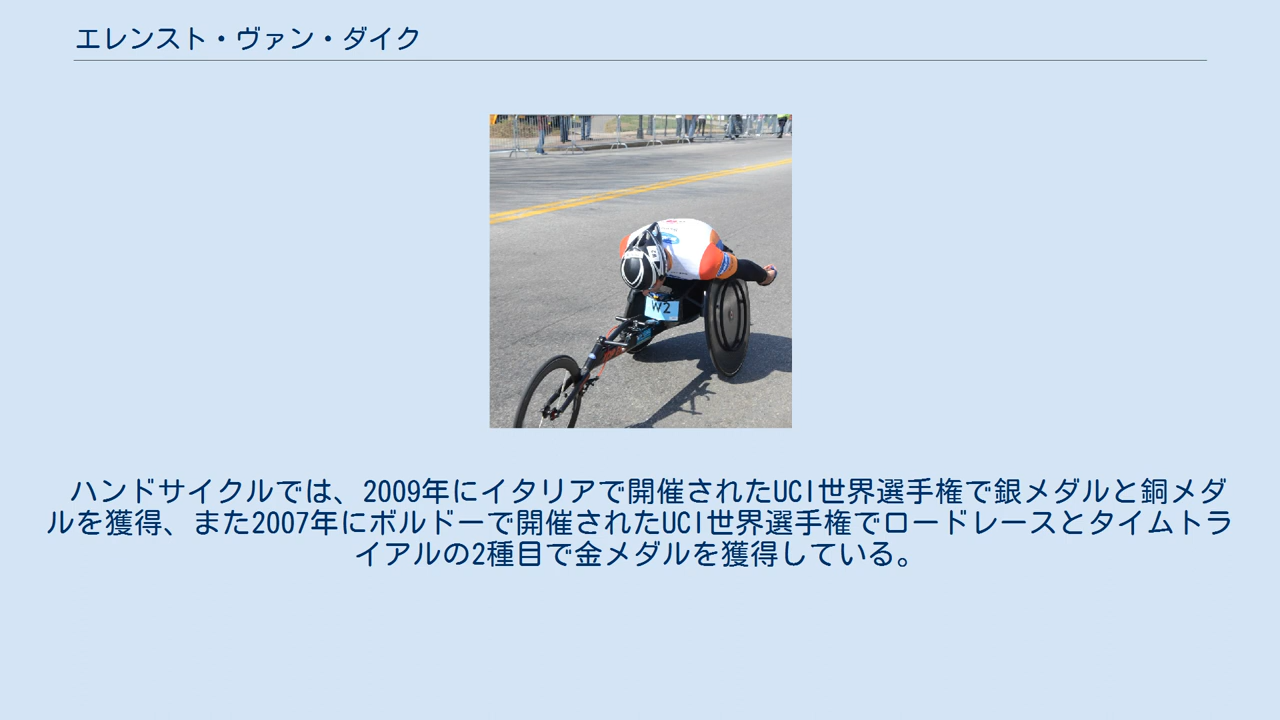 エレンスト・ヴァン・ダイク
W2
ハンドサイクルでは、2009年にイタリアで開催されたUCI世界選手権で銀メダルと銅メダ
ルを獲得、また2007年にボルドーで開催されたUCI世界選手権でロードレースとタイムトラ
イアルの2種目で金メダルを獲得している。